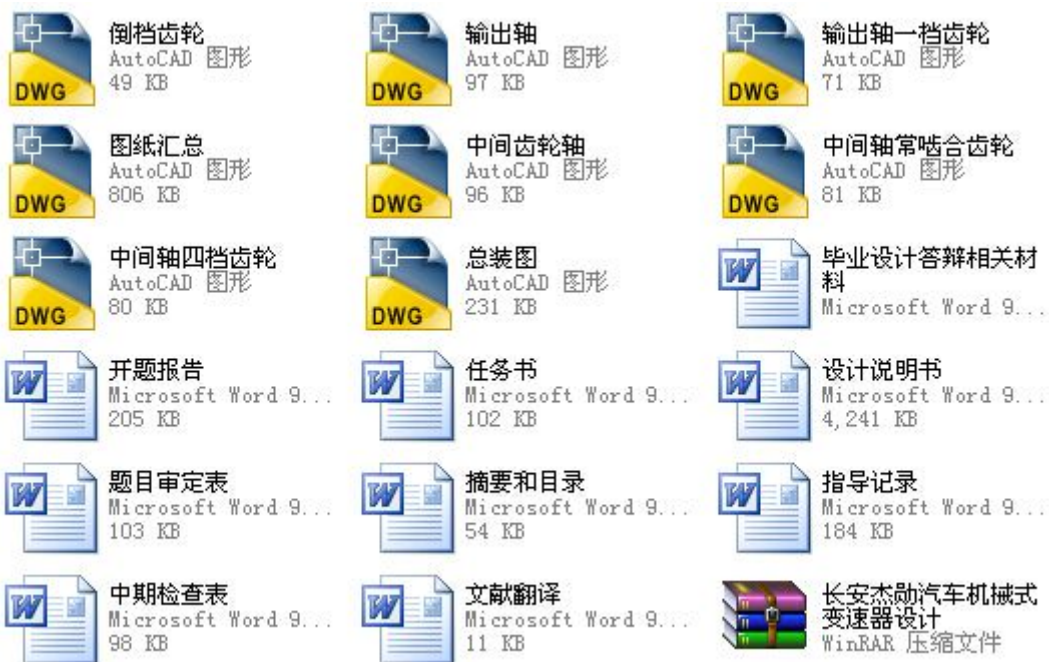 倒档齿轮
AutoCAD 图形
49 KB
输出轴
AutoCAD 图形
97 KB
输出轴一档齿轮
AutoCAD 图形
71 KB
图纸汇总
AutoCAD 图形
806 KB
中间齿轮轴
AutoCAD 图形
96 KB
中间轴常啮合齿轮
AutoCAD 图形
81 KB
中间轴四档齿轮
AutoCAD 图形
80 KB
总装图
AutoCAD 图形
231 KB
毕业设计答辩相关材
料
Microsoft Word 9...
开题报告
Microsoft Word 9...
205 KB
任务书
Microsoft Word 9...
102 KB
设计说明书
Microsoft Word 9...
4,241 KB
题目审定表
Microsoft Word 9...
103 KB
摘要和目录
Microsoft Word 9...
54 KB
指导记录
Microsoft Word 9...
184 KB
中期检查表
Microsoft Word 9...
98 KB
文献翻译
Microsoft Word 9...
11 KB
长安杰勋汽车机械式
变速器设计
WinRAR 压缩文件
DWG
DWG
DWG
DWG
DWG
DWG
DWG
DWG
W
W
W
W
W
W
W
W
W